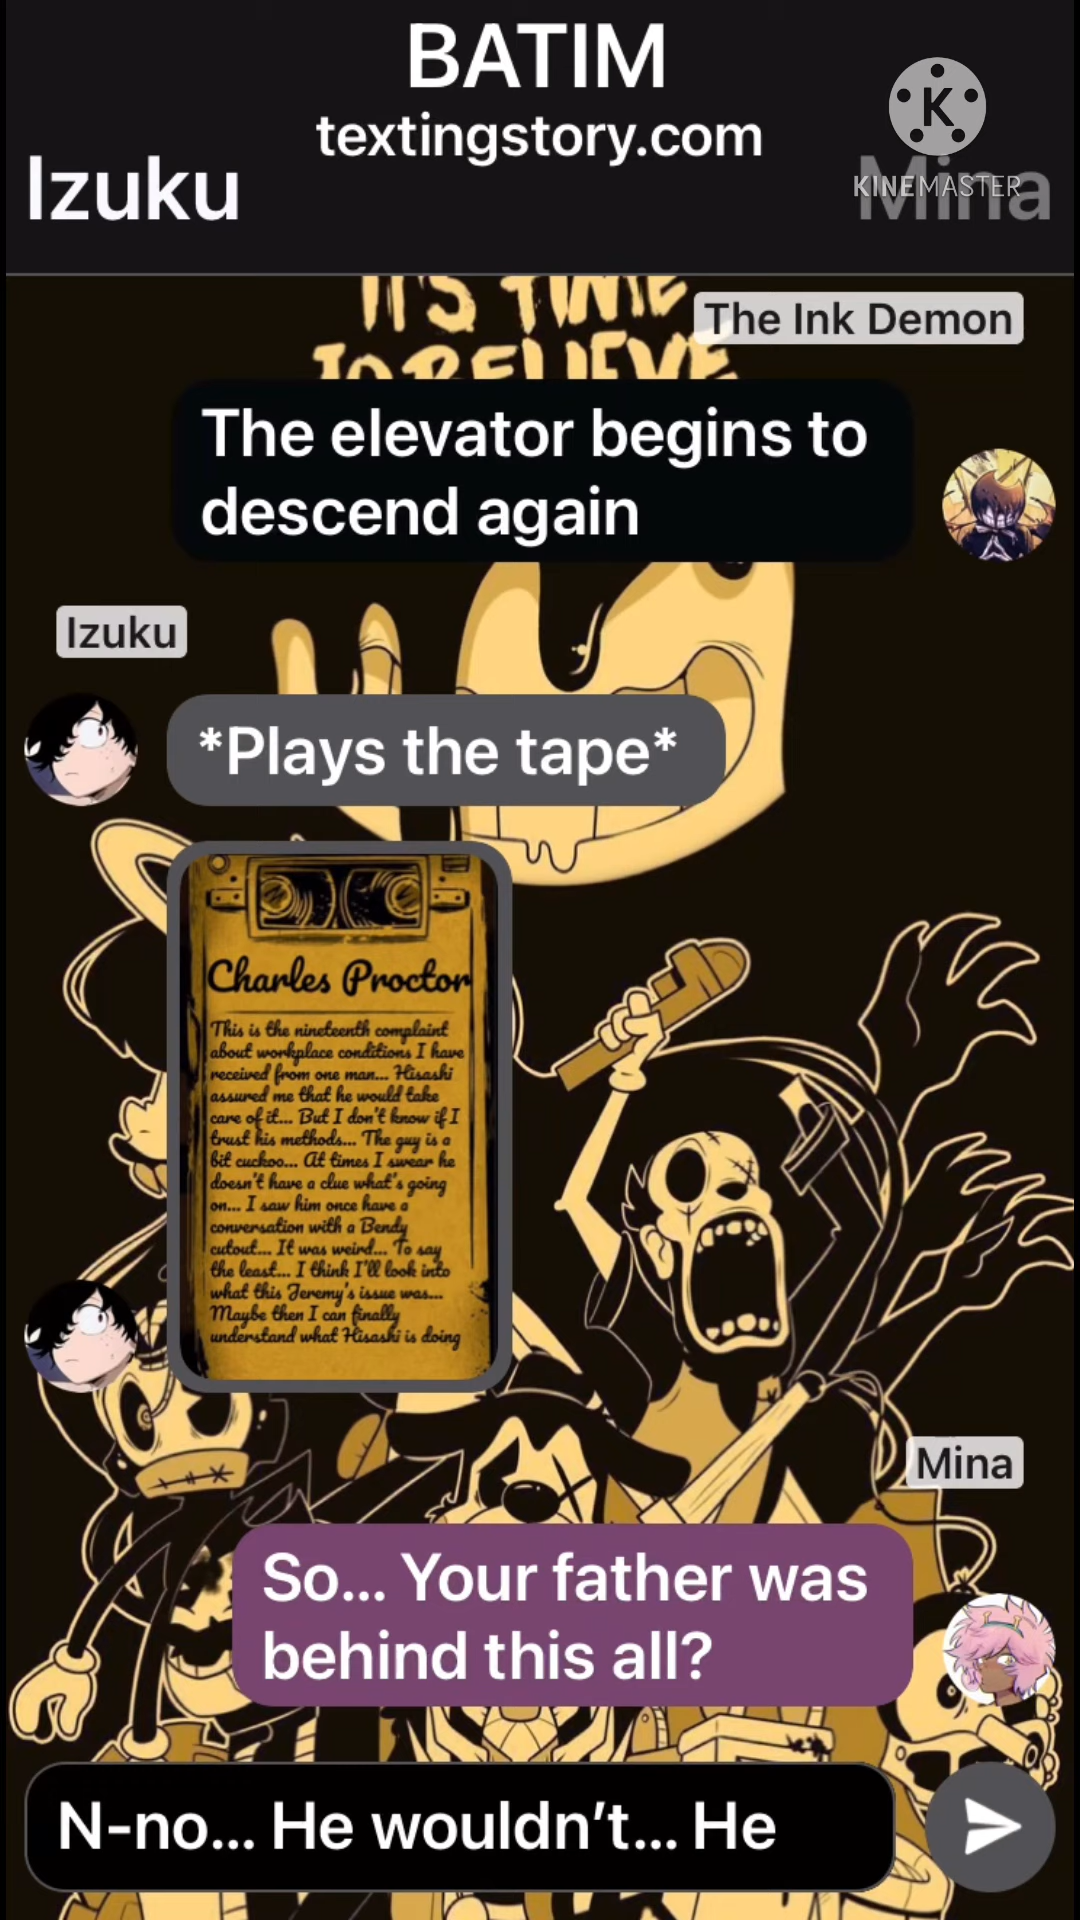 BATIM
textingstory.com
Izuku
Mina
K
KINEMASTER
IT'S TIME
TO BELIEVE
The Ink Demon
The elevator begins to
descend again
Izuku
*Plays the tape*
Charles Proctor
This is the nineteenth complaint
about workplace conditions I have
received from one man... Hisashi
assured me that he would take
care of it... But I don't know if I
trust his methods... The guy is a
bit cuckoo... At times I swear he
doesn't have a clue what's going
on... I saw him once have a
conversation with a Bendy
cutout... It was weird... To say
the least... I think I'll look into
what this Jeremy's issue was...
Maybe then I can finally
understand what Hisashi is doing
Mina
So... Your father was
behind this all?
N-no... He wouldn’t... He